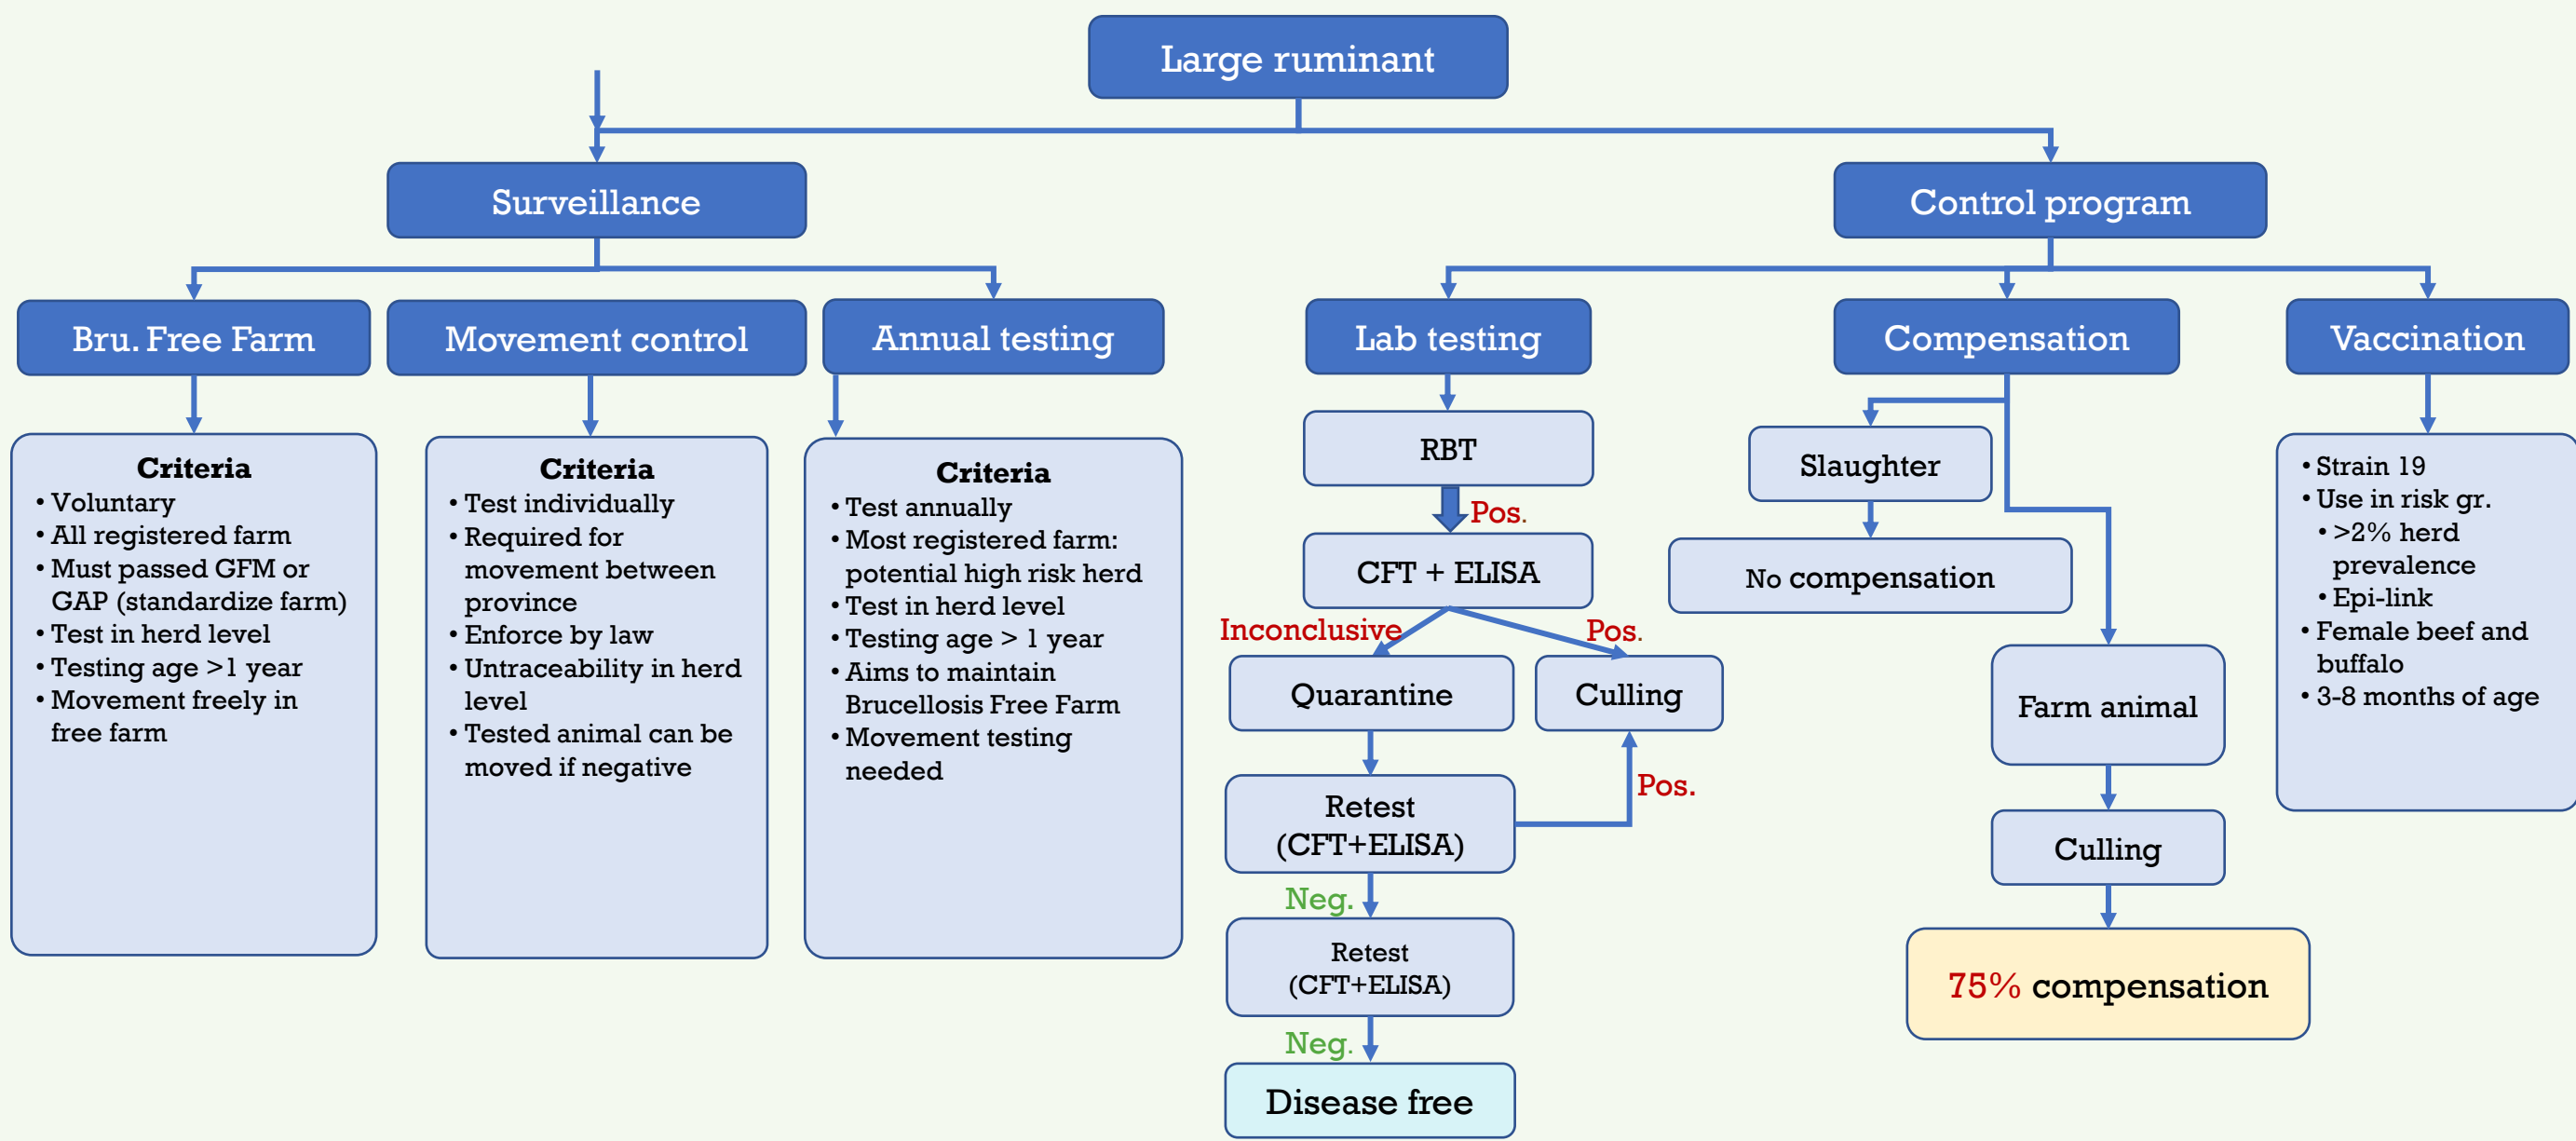 Large ruminant
Surveillance
Control program
Bru. Free Farm
Movement control
Annual testing
Lab testing
Compensation
Vaccination
Criteria
• Voluntary
• All registered farm
• Must passed GFM or
GAP (standardize farm)
• Test in herd level
• Testing age >1 year
• Movement freely in
free farm
Criteria
• Test individually
• Required for
movement between
province
• Enforce by law
• Untraceability in herd
level
• Tested animal can be
moved if negative
Criteria
• Test annually
• Most registered farm:
potential high risk herd
• Test in herd level
• Testing age > 1 year
• Aims to maintain
Brucellosis Free Farm
• Movement testing
needed
RBT
Pos.
CFT + ELISA
Inconclusive
Pos.
Quarantine
Culling
Retest
(CFT+ELISA)
Pos.
Neg.
Retest
(CFT+ELISA)
Neg.
Disease free
Slaughter
No compensation
Farm animal
Culling
75% compensation
• Strain 19
• Use in risk gr.
• >2% herd
prevalence
• Epi-link
• Female beef and
buffalo
• 3-8 months of age